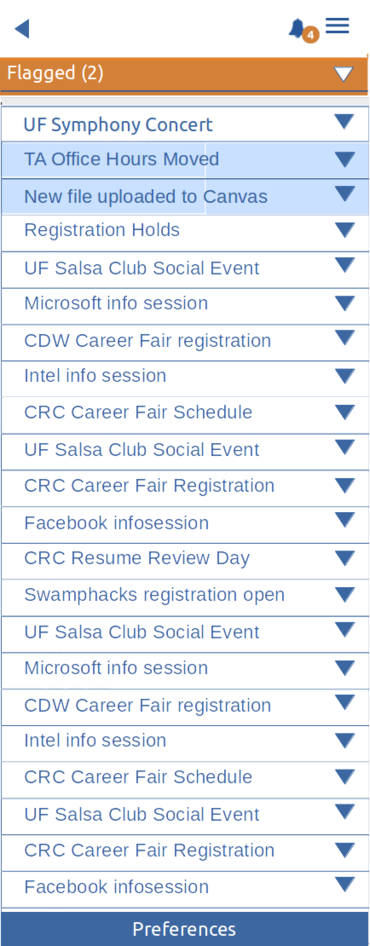 4
Flagged (2)
UF Symphony Concert
TA Office Hours Moved
New file uploaded to Canvas
Registration Holds
UF Salsa Club Social Event
Microsoft info session
CDW Career Fair registration
Intel info session
CRC Career Fair Schedule
UF Salsa Club Social Event
CRC Career Fair Registration
Facebook infosession
CRC Resume Review Day
Swamphacks registration open
UF Salsa Club Social Event
Microsoft info session
CDW Career Fair registration
Intel info session
CRC Career Fair Schedule
UF Salsa Club Social Event
CRC Career Fair Registration
Facebook infosession
Preferences